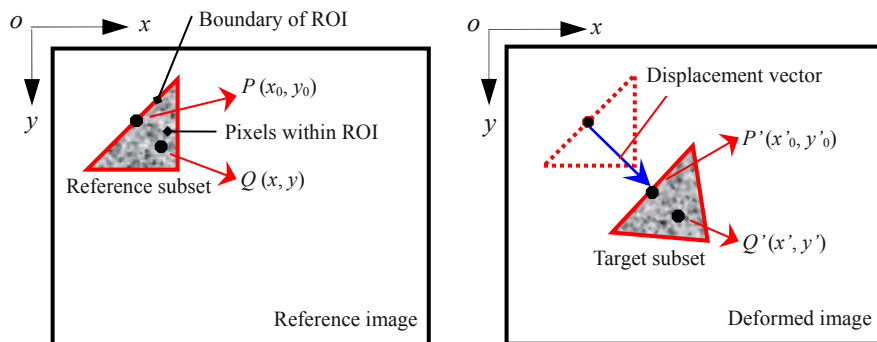 o
x
Boundary of ROI
y
P (x₀, y₀)
Pixels within ROI
Reference subset
Q (x, y)
Reference image
o
x
Displacement vector
y
P’(x’₀, y’₀)
Q’(x’, y’)
Target subset
Deformed image